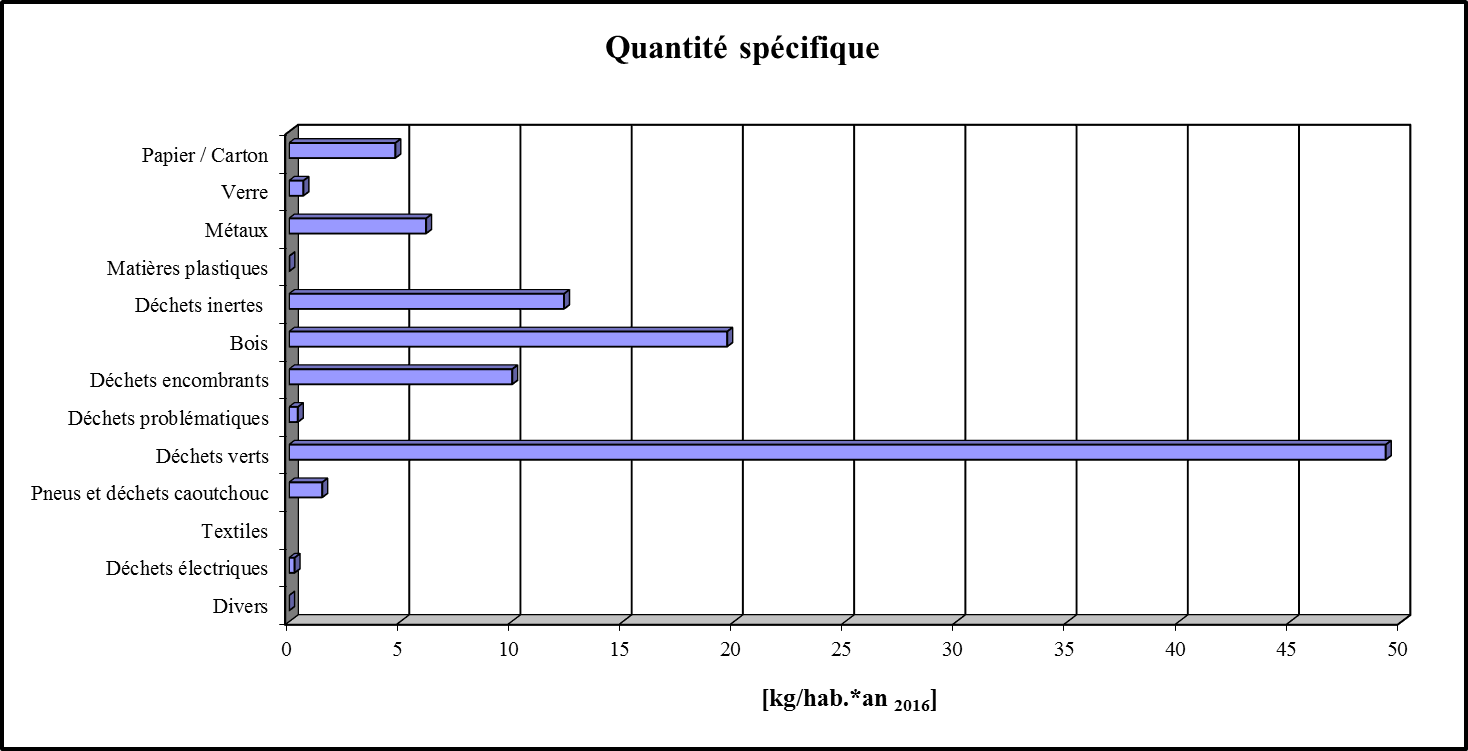 Quantité spécifique
Papier / Carton
Verre
Métaux
Matières plastiques
Déchets inertes
Bois
Déchets encombrants
Déchets problématiques
Déchets verts
Pneus et déchets caoutchouc
Textiles
Déchets électriques
Divers
0 5 10 15 20 25 30 35 40 45 50
[kg/hab.*an 2016]